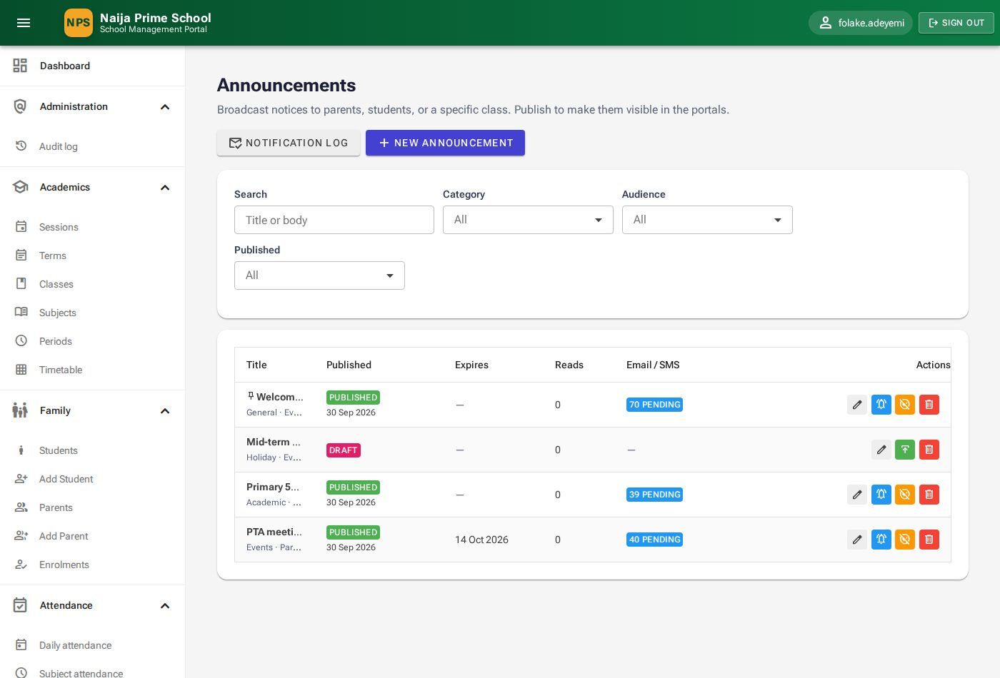 NPS
Naija Prime School
School Management Portal
folake.adeyemi
SIGN OUT
Dashboard
Administration
Audit log
Academics
Sessions
Terms
Classes
Subjects
Periods
Timetable
Family
Students
Add Student
Parents
Add Parent
Enrolments
Attendance
Daily attendance
Subject attendance
Announcements
Broadcast notices to parents, students, or a specific class. Publish to make them visible in the portals.
NOTIFICATION LOG
NEW ANNOUNCEMENT
Search Category Audience
Title or body All All
Published
All
Title Published Expires Reads Email / SMS Actions
Welcom... PUBLISHED — 0 70 PENDING
General · Ev... 30 Sep 2026
Mid-term ... DRAFT — 0 —
Holiday · Ev...
Primary 5... PUBLISHED — 0 39 PENDING
Academic · ... 30 Sep 2026
PTA meeti... PUBLISHED 14 Oct 2026 0 40 PENDING
Events · Par... 30 Sep 2026